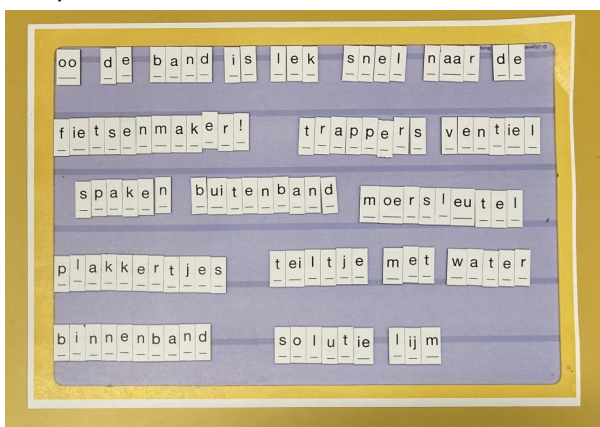 oo de band is lek snel naar de
fietsenmaker! trappers ventiel
spaken buitenband moersleutel
plakkertjes teiltje met water
binnenband solutie lijm